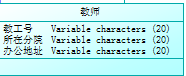 教师
教工号 Variable characters (20)
所在分院 Variable characters (20)
办公地址 Variable characters (20)